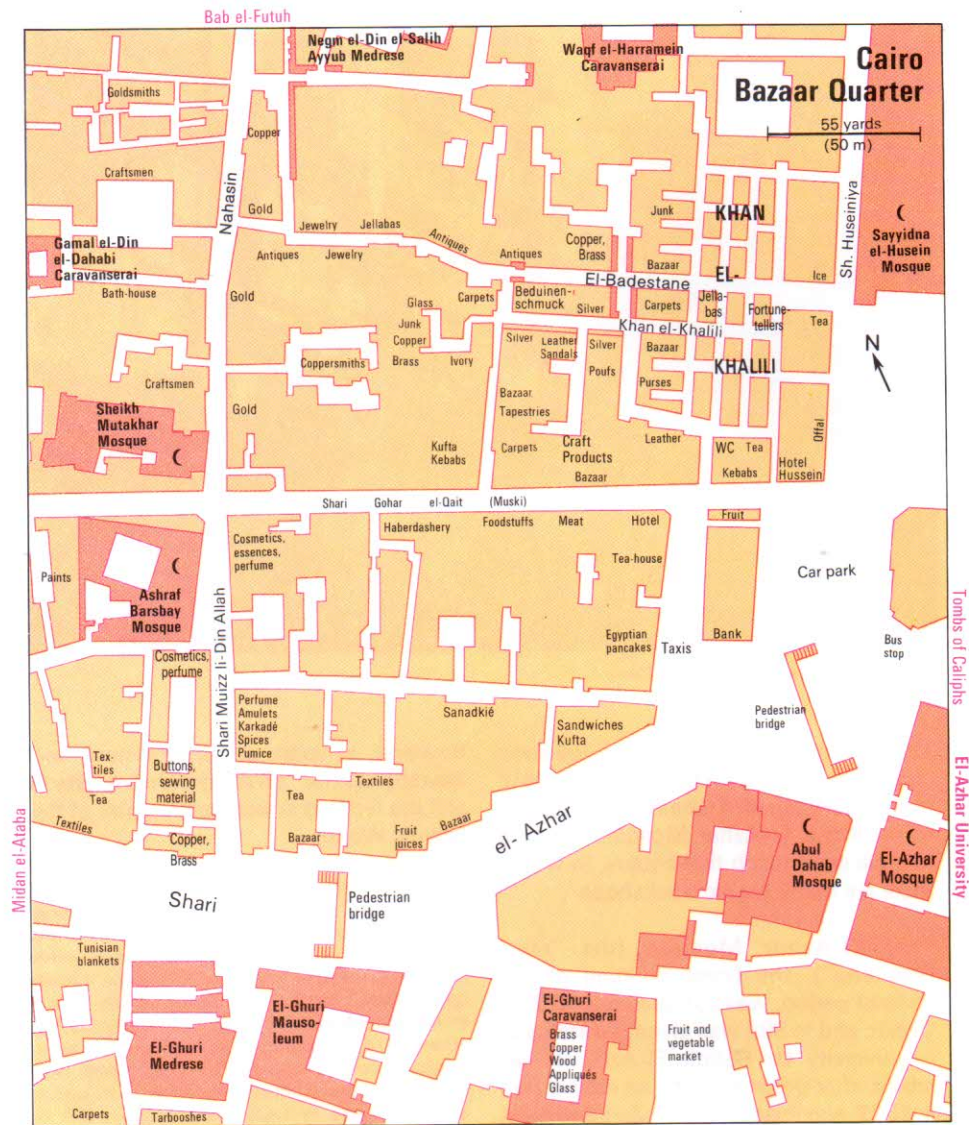 Bab el-Futuh
Negm el-Din el-Salih
Ayyub Medrese
Waqf el-Harramein
Caravanserai
Cairo
Bazaar Quarter
55 yards
(50 m)
Goldsmiths
Copper
Craftsmen
Nahasin
Gold
Jewelry
Jellabas
Antiques
Antiques
Jewelry
Antiques
Copper,
Brass
Junk
Bazaar
KHAN
EL-
KHALILI
Sh. Huseiniya
Sayyidna
el-Husein
Mosque
Ice
Gamal el-Din
el-Dahabi
Caravanserai
Bath-house
Gold
El-Badestane
Glass
Carpets
Beduinen-
schmuck
Silver
Carpets
Jella-
bas
Fortune-
tellers
Tea
Junk
Copper
Brass
Ivory
Coppersmiths
Khan el-Khalili
Silver
Leather
Sandals
Silver
Poufs
Bazaar
Purses
N
Craftsmen
Gold
Bazaar
Tapestries
Sheikh
Mutakhar
Mosque
Kufta
Kebabs
Carpets
Craft
Products
Bazaar
Leather
WC
Tea
Kebabs
Offal
Hotel
Hussein
Shari Gohar el-Qait (Muski)
Haberdashery
Foodstuffs
Meat
Hotel
Fruit
Cosmetics,
essences,
perfume
Tea-house
Car park
Paints
Ashraf
Barsbay
Mosque
Egyptian
pancakes
Taxis
Bank
Bus
stop
Tombs of Caliphs
Shari Muizz li-Din Allah
Cosmetics,
perfume
Perfume
Amulets
Karkadé
Spices
Pumice
Sanadkié
Sandwiches
Kufta
Pedestrian
bridge
Tex-
tiles
Tea
Textiles
Buttons,
sewing
material
Copper,
Brass
Tea
Bazaar
Textiles
Fruit
juices
Bazaar
Shari el-Azhar
Abul
Dahab
Mosque
El-Azhar
Mosque
El-Azhar University
Midan el-Ataba
Pedestrian
bridge
Tunisian
blankets
El-Ghuri
Medrese
El-Ghuri
Mauso-
leum
El-Ghuri
Caravanserai
Brass
Copper
Wood
Appliqués
Glass
Fruit and
vegetable
market
Carpets
Tarbooshes